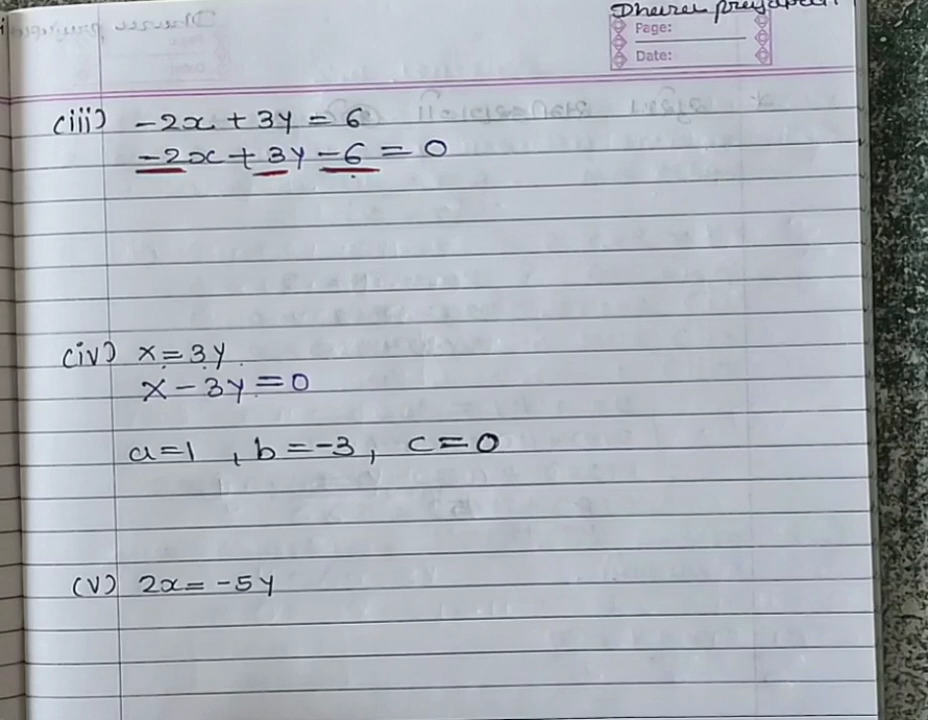 Page:
Date:
(iii) -2x + 3y = 6
-2x + 3y - 6 = 0
(iv) x = 3y
x - 3y = 0
a = 1 , b = -3 , c = 0
(v) 2x = -5y